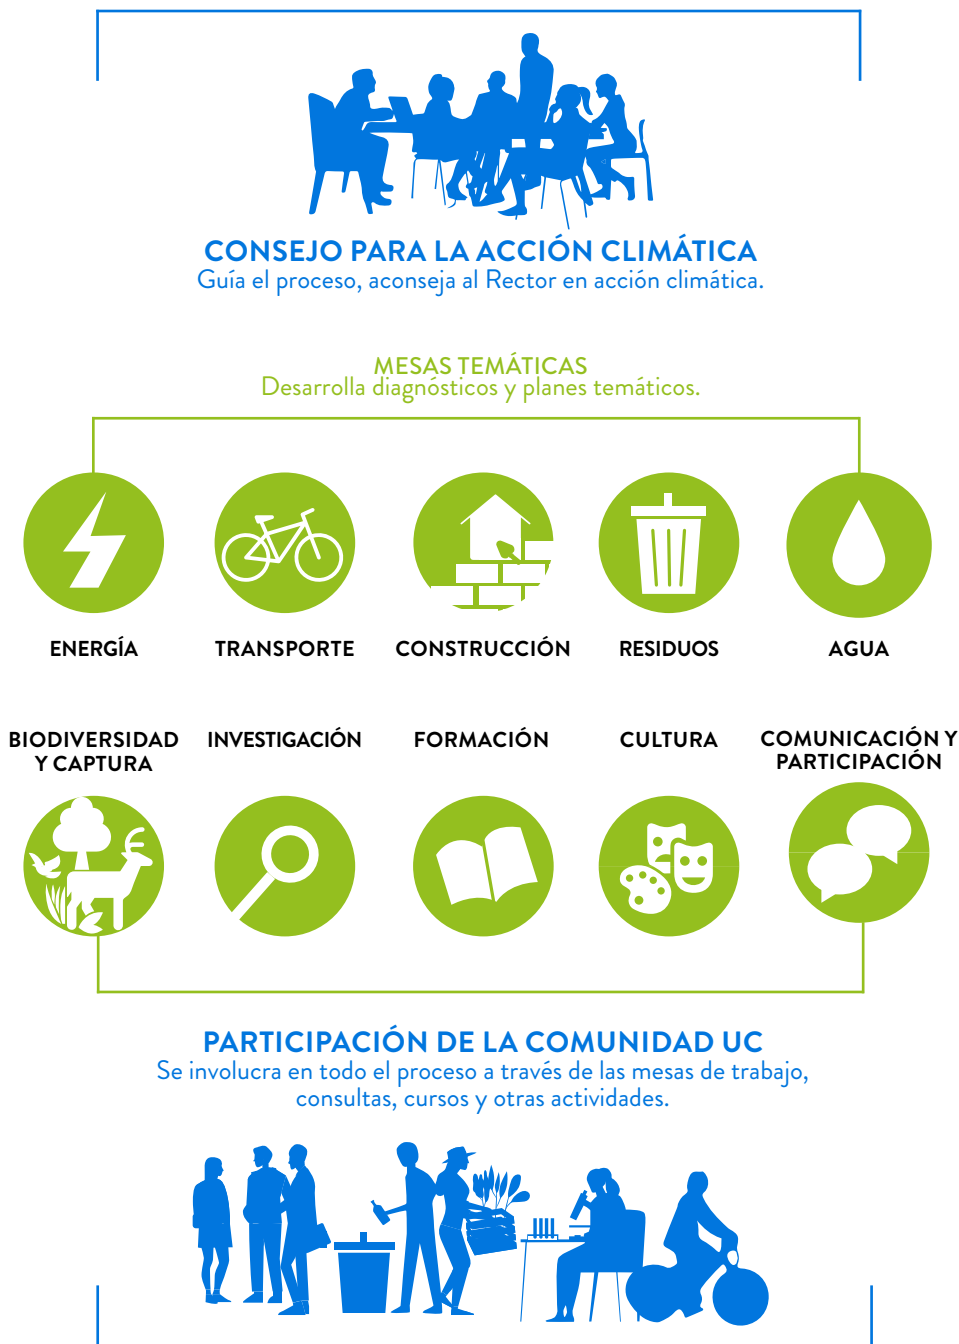 CONSEJO PARA LA ACCIÓN CLIMÁTICA
Guía el proceso, aconseja al Rector en acción climática.
MESAS TEMÁTICAS
Desarrolla diagnósticos y planes temáticos.
ENERGÍA
TRANSPORTE
CONSTRUCCIÓN
RESIDUOS
AGUA
BIODIVERSIDAD
Y CAPTURA
INVESTIGACIÓN
FORMACIÓN
CULTURA
COMUNICACIÓN Y
PARTICIPACIÓN
PARTICIPACIÓN DE LA COMUNIDAD UC
Se involucra en todo el proceso a través de las mesas de trabajo,
consultas, cursos y otras actividades.